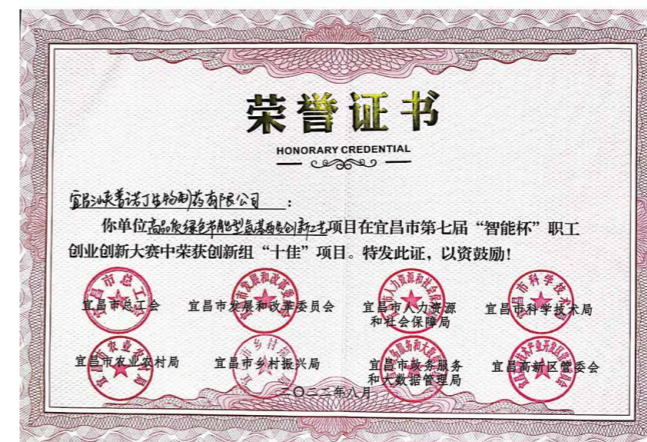 荣誉证书
HONORARY CREDENTIAL
宜昌汉莫普诺丁生物制药有限公司:
你单位高品质绿色节能型氨基酸创新工艺项目在宜昌市第七届“智能杯”职工
创业创新大赛中荣获创新组“十佳”项目。特发此证，以资鼓励！
宜昌市总工会 宜昌市发展和改革委员会 宜昌市人力资源和社会保障局 宜昌市科学技术局
宜昌市农业农村局 宜昌市乡村振兴局 宜昌市政务服务和大数据管理局 宜昌高新区管委会
二〇二二年八月